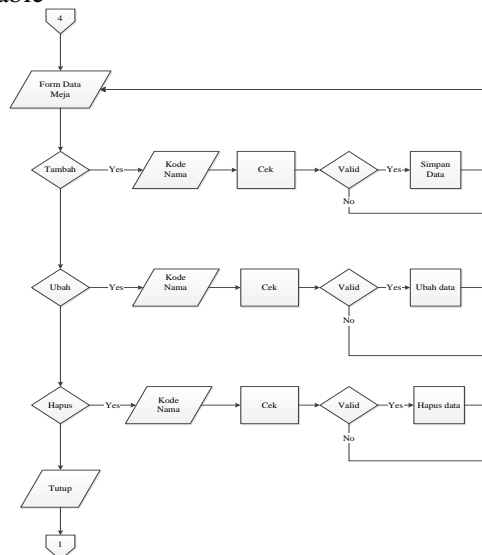 4
Form Data
Meja
Tambah
Yes
Kode
Nama
Cek
Valid
Yes
Simpan
Data
No
Ubah
Yes
Kode
Nama
Cek
Valid
Yes
Ubah data
No
Hapus
Yes
Kode
Nama
Cek
Valid
Yes
Hapus data
No
Tutup
1